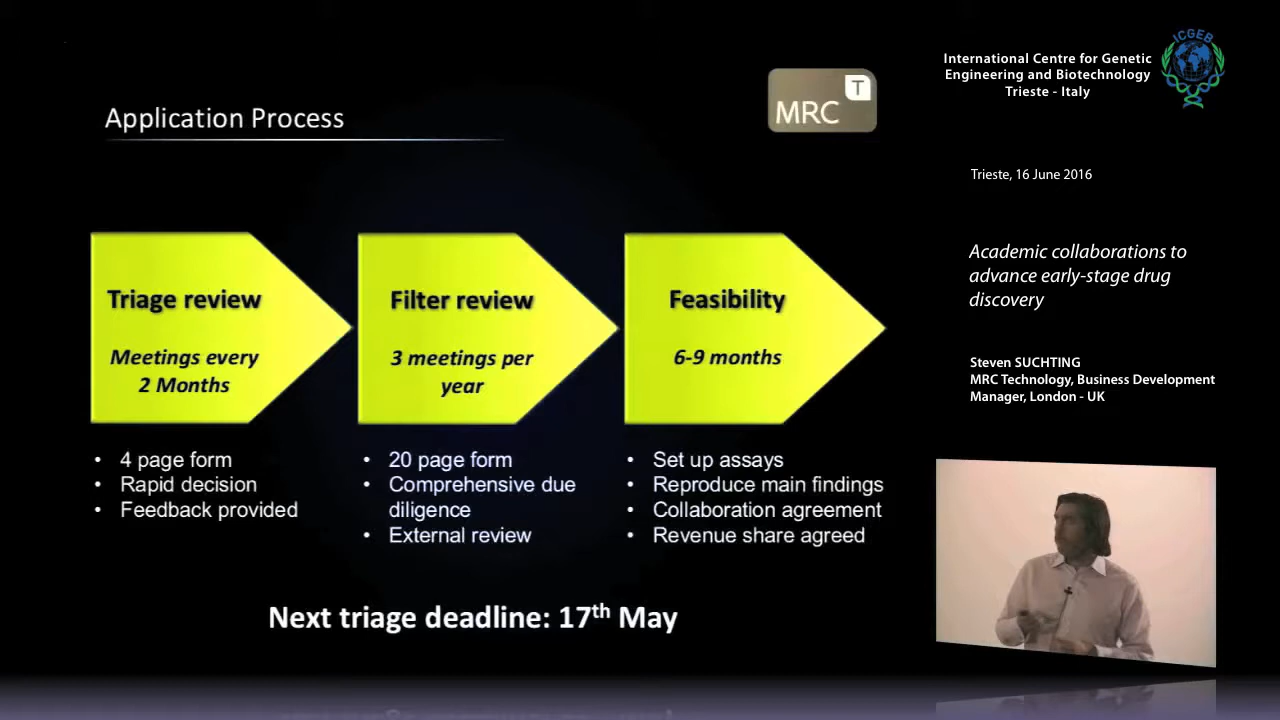 Application Process
MRC
T
International Centre for Genetic
Engineering and Biotechnology
Trieste - Italy
ICGEB
Trieste, 16 June 2016
Academic collaborations to
advance early-stage drug
discovery
Steven SUCHTING
MRC Technology, Business Development
Manager, London - UK
Triage review
Meetings every
2 Months
• 4 page form
• Rapid decision
• Feedback provided
Filter review
3 meetings per
year
• 20 page form
• Comprehensive due
diligence
• External review
Feasibility
6-9 months
• Set up assays
• Reproduce main findings
• Collaboration agreement
• Revenue share agreed
Next triage deadline: 17th May